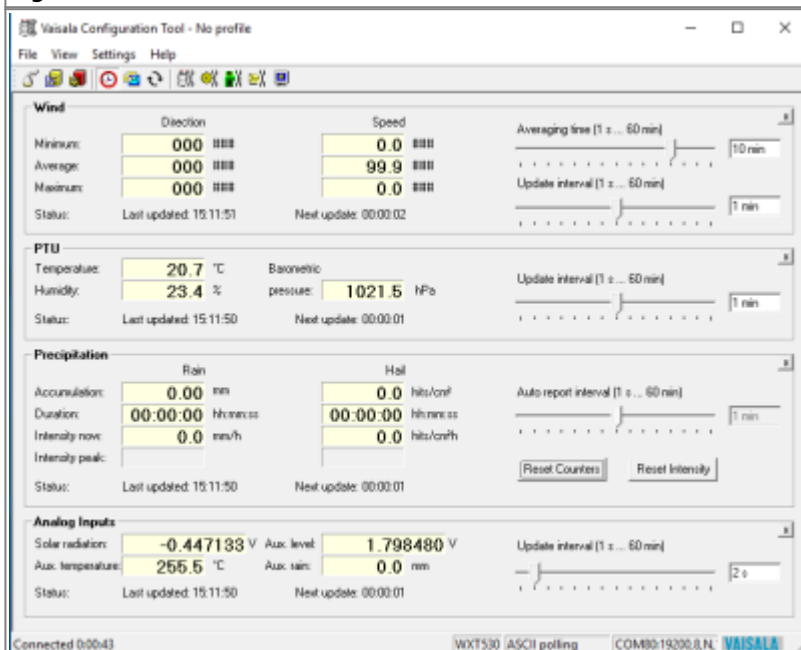 Vaisala Configuration Tool - No profile
File View Settings Help
Wind
Direction Speed
Averaging time (1 s ... 60 min)
Minimum: 000 ### 0.0 ###
10 min
Average: 000 ### 99.9 ###
Maximum: 000 ### 0.0 ###
Update interval (1 s ... 60 min)
1 min
Status: Last updated: 15:11:51 Next update: 00:00:02
PTU
Temperature: 20.7 °C Barometric
Humidity: 23.4 % pressure: 1021.5 hPa
Update interval (1 s ... 60 min)
1 min
Status: Last updated: 15:11:50 Next update: 00:00:01
Precipitation
Rain Hail
Accumulation: 0.00 mm 0.0 hits/cm²
Auto report interval (1 s ... 60 min)
Duration: 00:00:00 hh:mm:ss 00:00:00 hh:mm:ss
1 min
Intensity now: 0.0 mm/h 0.0 hits/cm²h
Intensity peak:
Reset Counters Reset Intensity
Status: Last updated: 15:11:50 Next update: 00:00:01
Analog Inputs
Solar radiation: -0.447133 V Aux. level: 1.798480 V
Update interval (1 s ... 60 min)
Aux. temperature: 255.5 °C Aux. rain: 0.0 mm
2 s
Status: Last updated: 15:11:50 Next update: 00:00:01
Connected 0:00:43 WXT530 ASCII polling COM80:19200,8,N, VAISALA